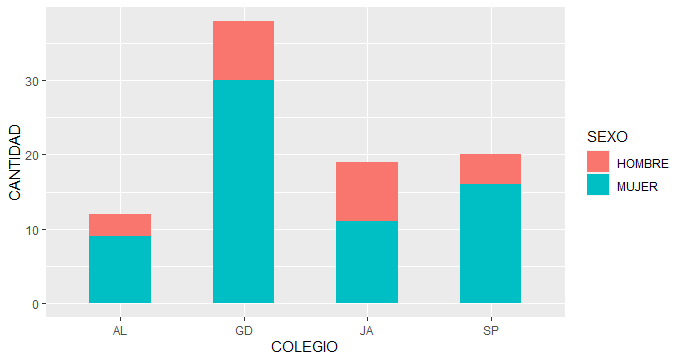 CANTIDAD
30
20
10
0
AL GD JA SP
COLEGIO
SEXO
HOMBRE
MUJER